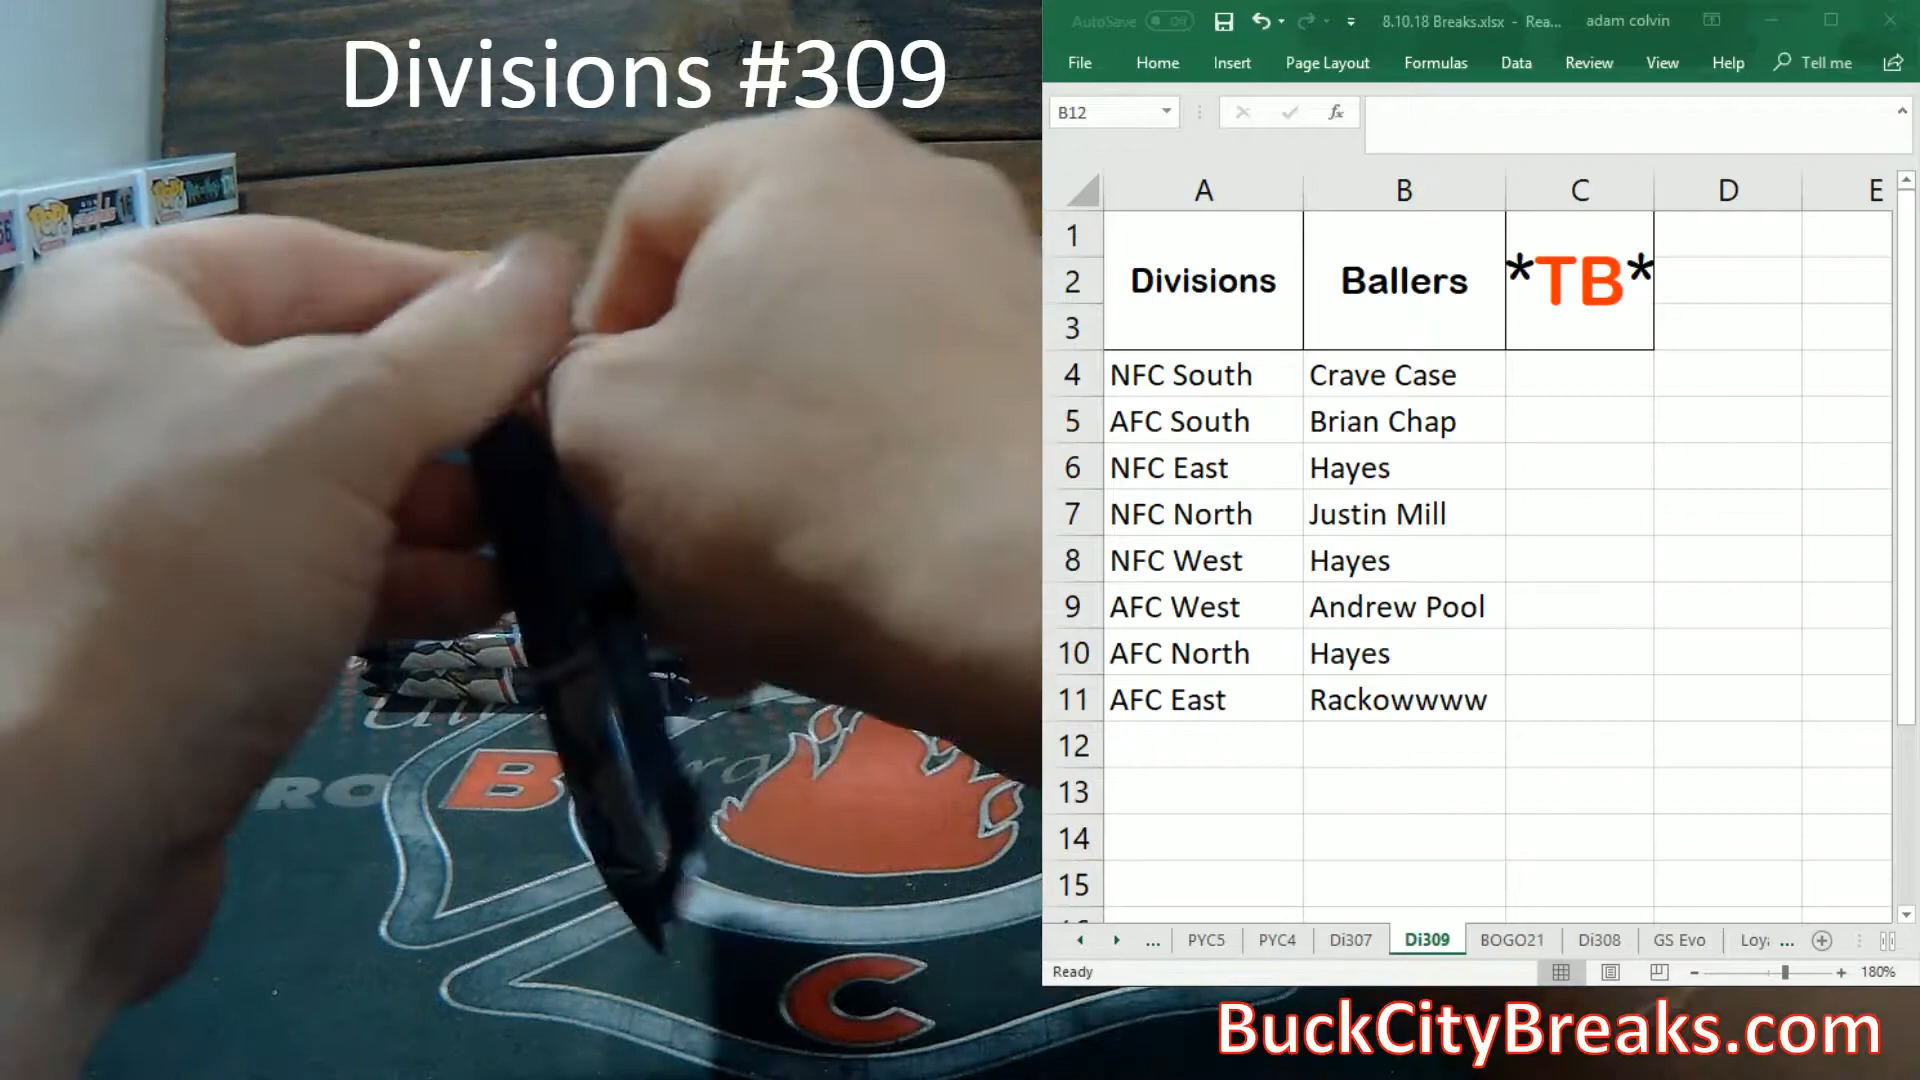 Divisions #309
AutoSave Off
8.10.18 Breaks.xlsx - Rea...
adam colvin
File Home Insert Page Layout Formulas Data Review View Help Tell me
B12
fx
A B C D E
1
2 Divisions Ballers *TB*
3
4 NFC South Crave Case
5 AFC South Brian Chap
6 NFC East Hayes
7 NFC North Justin Mill
8 NFC West Hayes
9 AFC West Andrew Pool
10 AFC North Hayes
11 AFC East Rackowwww
12
13
14
15
... PYC5 PYC4 Di307 Di309 BOGO21 Di308 GS Evo Loy ...
Ready
180%
POP!
POP!
B
C
BuckCityBreaks.com